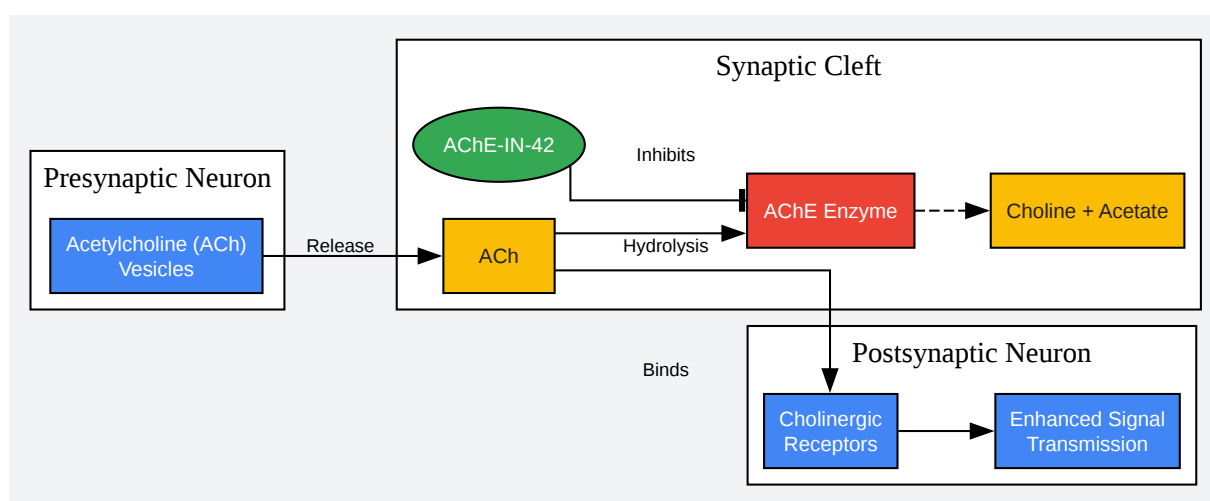 Synaptic Cleft
AChE-IN-42
Inhibits
Presynaptic Neuron
AChE Enzyme
Choline + Acetate
Acetylcholine (ACh)
Vesicles
Release
ACh
Hydrolysis
Postsynaptic Neuron
Binds
Cholinergic
Receptors
Enhanced Signal
Transmission